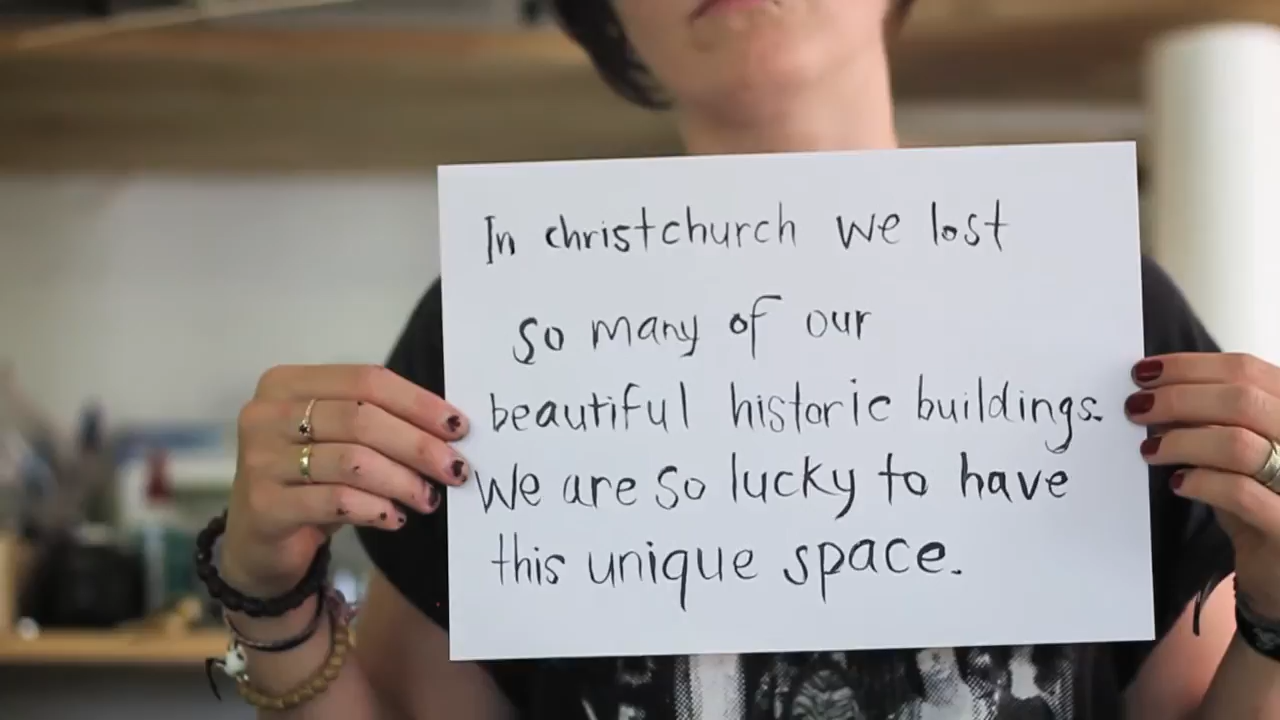 In christchurch we lost
so many of our
beautiful historic buildings.
We are so lucky to have
this unique space.